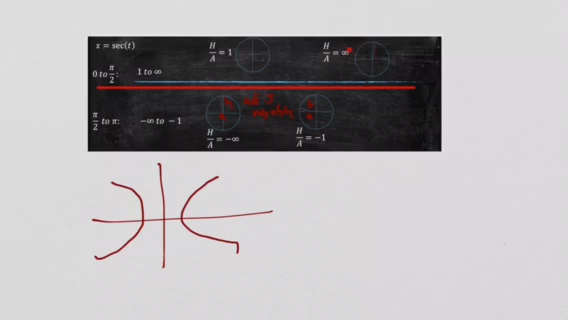 x = sec(t)
H/A = 1
H/A = ∞
0 to π/2: 1 to ∞
π/2 to π: −∞ to −1
H/A = −∞
H/A = −1